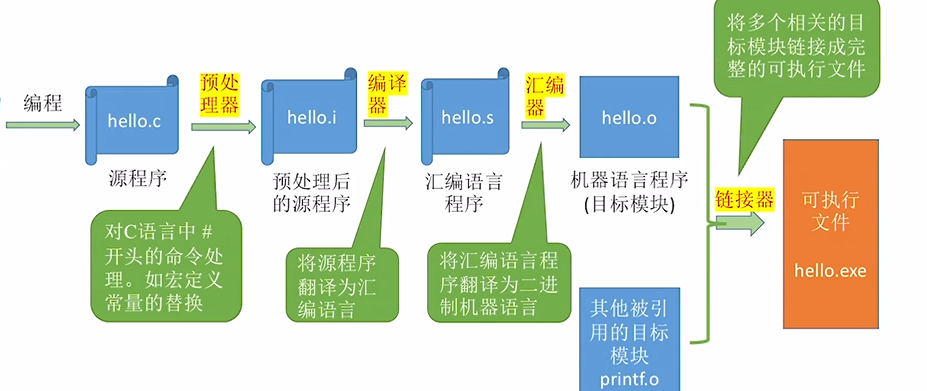 编程
hello.c
源程序
预处
理器
hello.i
预处理后
的源程序
编译
器
hello.s
汇编语言
程序
汇编
器
hello.o
机器语言程序
(目标模块)
链接器
可执行
文件
hello.exe
将多个相关的目
标模块链接成完
整的可执行文件
对C语言中 #
开头的命令处
理。如宏定义
常量的替换
将源程序
翻译为汇
编语言
将汇编语言程
序翻译为二进
制机器语言
其他被引
用的目标
模块
printf.o